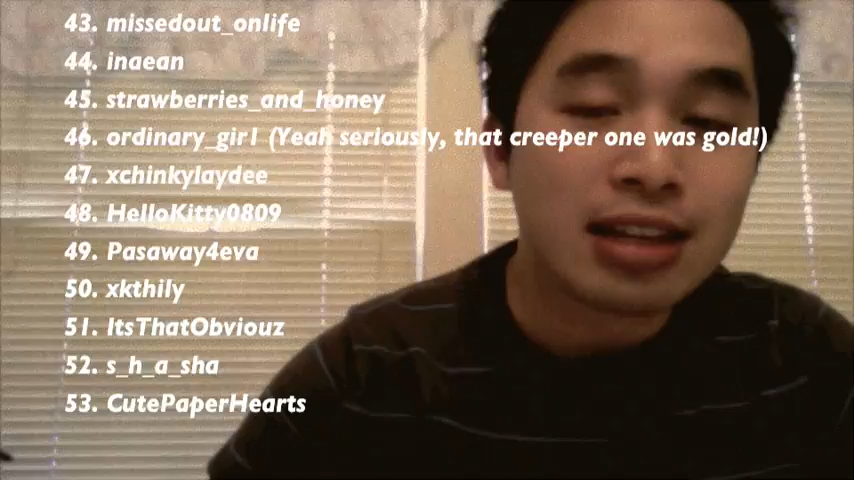 43. missedout_onlife
44. inaean
45. strawberries_and_honey
46. ordinary_girl (Yeah seriously, that creeper one was gold!)
47. xchinkylaydee
48. HelloKitty0809
49. Pasaway4eva
50. xkthily
51. ItsThatObviouz
52. s_h_a_sha
53. CutePaperHearts